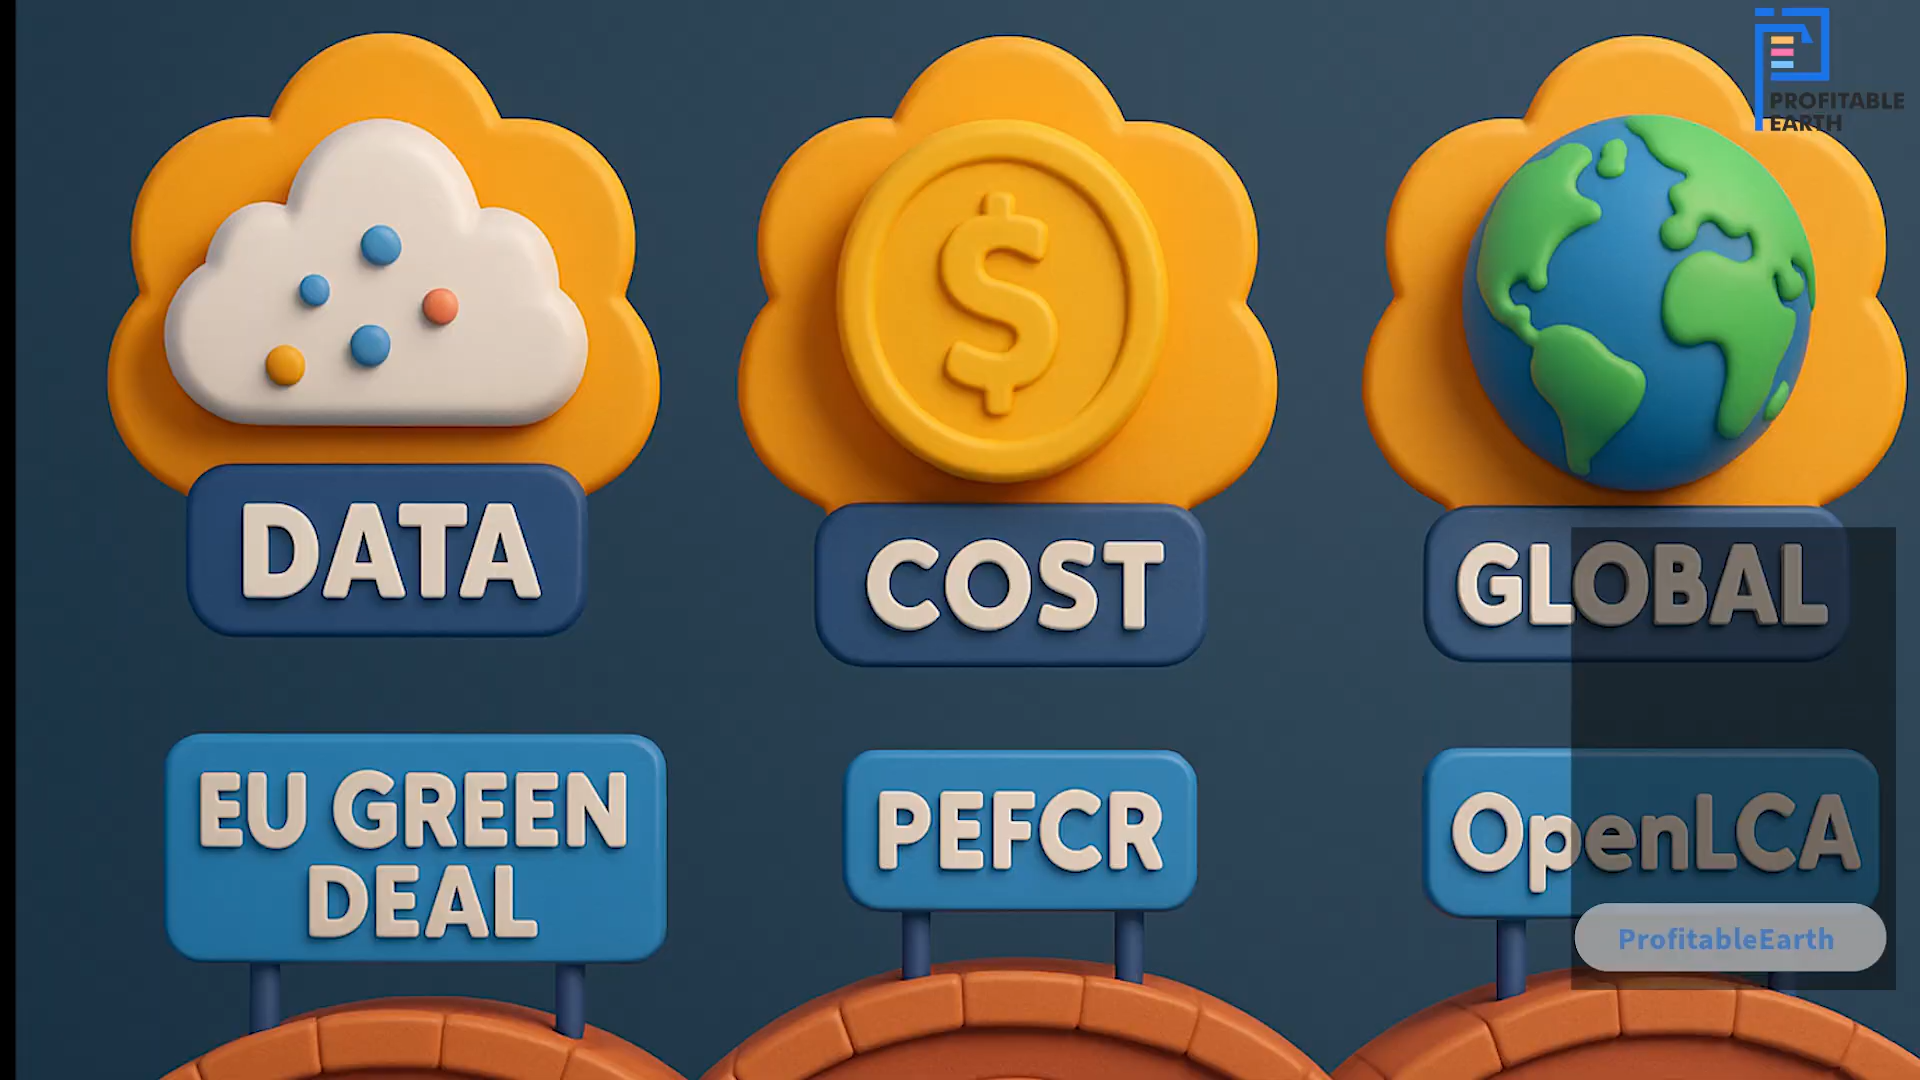 PROFITABLE
EARTH
DATA
COST
GLOBAL
EU GREEN
DEAL
PEFCR
OpenLCA
ProfitableEarth